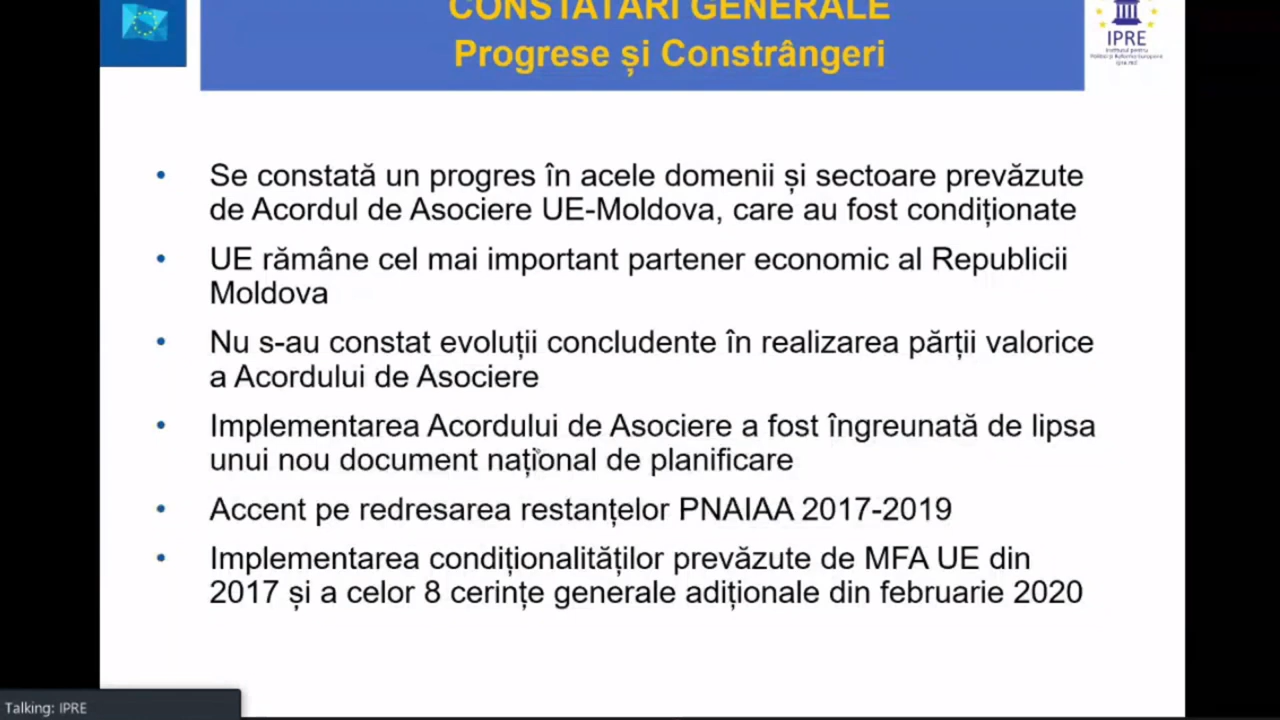 CONSTATĂRI GENERALE
Progrese și Constrângeri
IPRE
Institutul pentru
Politici și Reforme Europene
• Se constată un progres în acele domenii și sectoare prevăzute
de Acordul de Asociere UE-Moldova, care au fost condiționate
• UE rămâne cel mai important partener economic al Republicii
Moldova
• Nu s-au constat evoluții concludente în realizarea părții valorice
a Acordului de Asociere
• Implementarea Acordului de Asociere a fost îngreunată de lipsa
unui nou document național de planificare
• Accent pe redresarea restanțelor PNAIAA 2017-2019
• Implementarea condiționalităților prevăzute de MFA UE din
2017 și a celor 8 cerințe generale adiționale din februarie 2020
Talking: IPRE